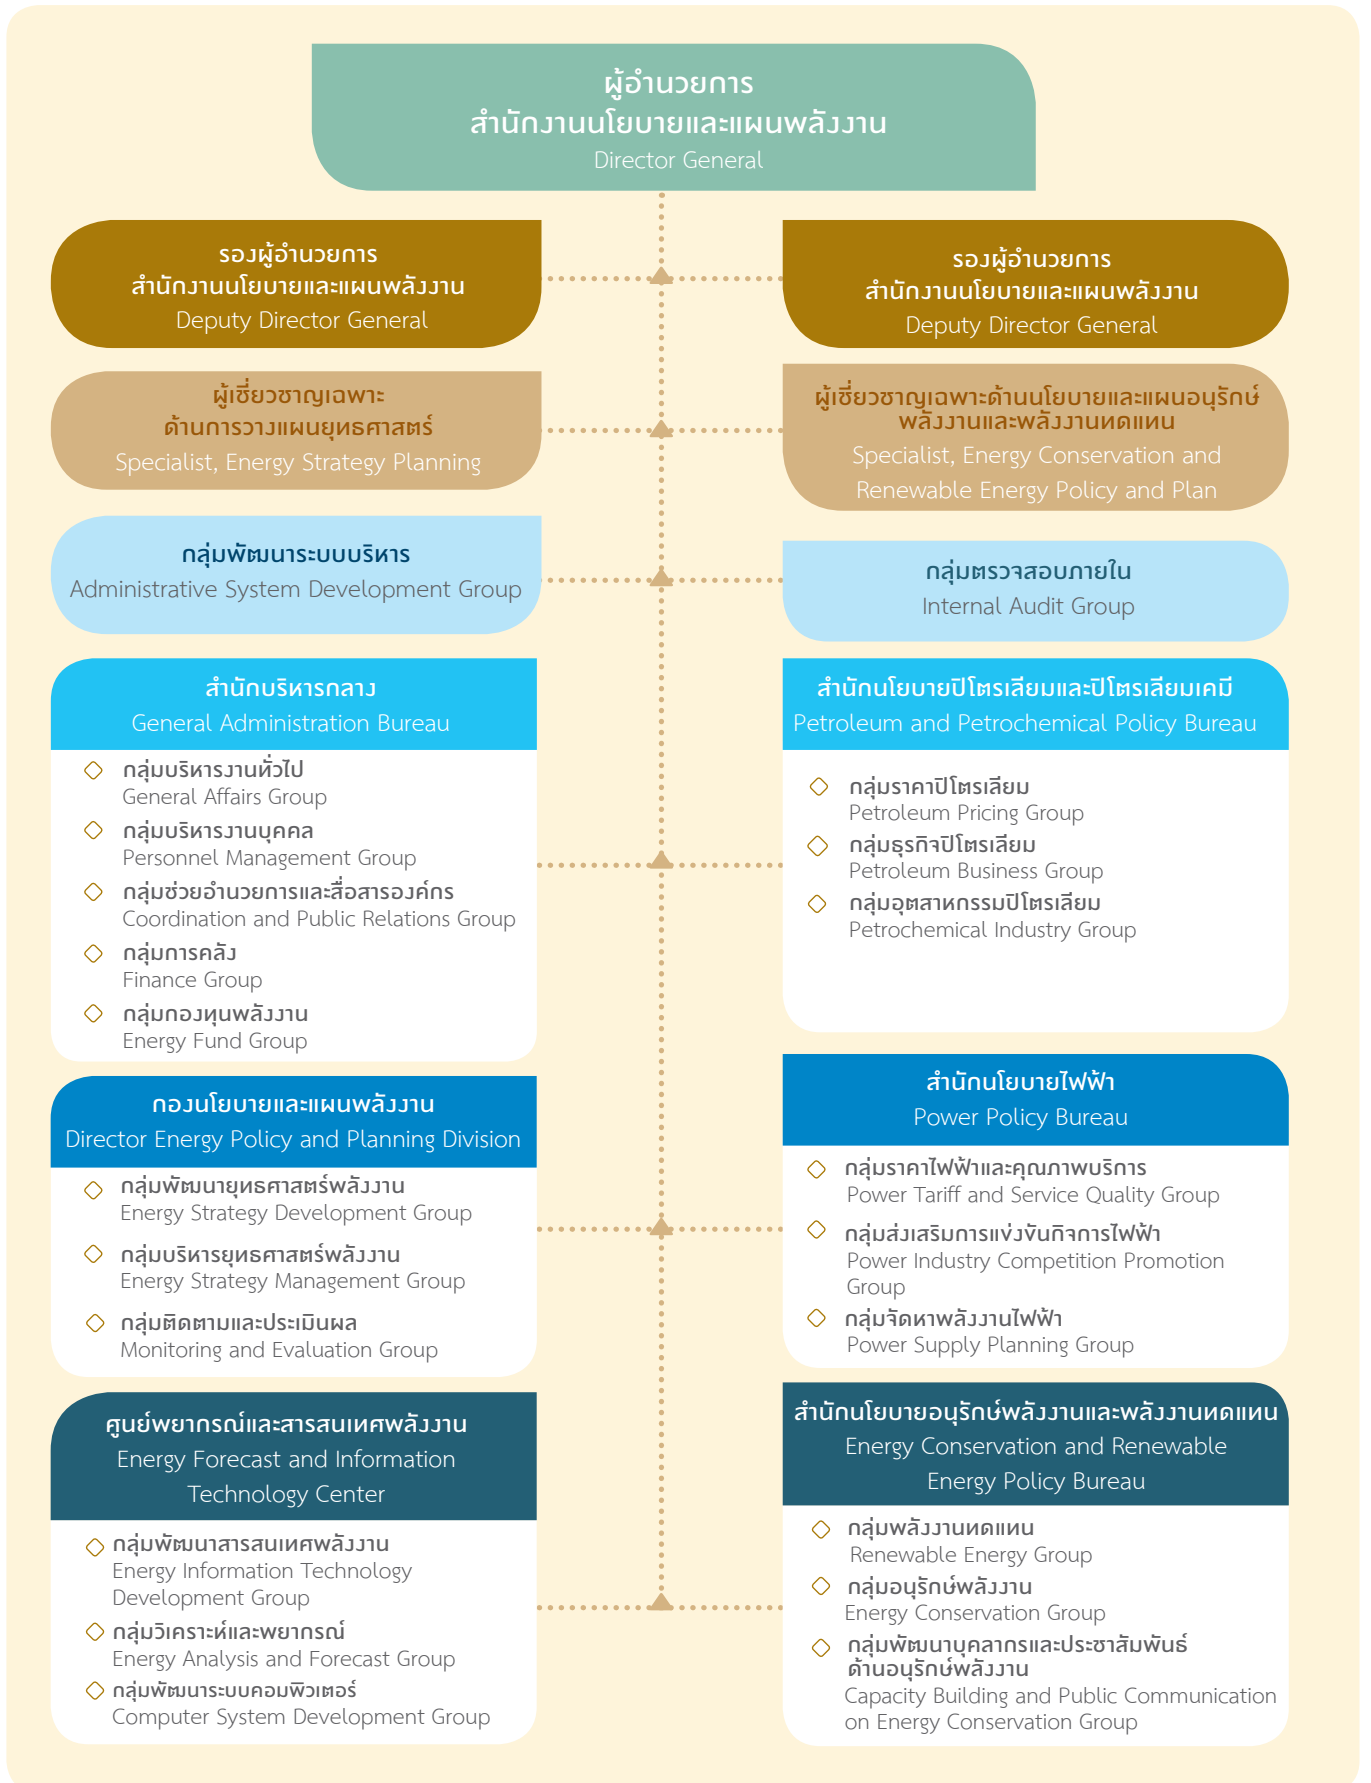 ผู้อำนวยการ
สำนักงานนโยบายและแผนพลังงาน
Director General
รองผู้อำนวยการ
สำนักงานนโยบายและแผนพลังงาน
Deputy Director General
รองผู้อำนวยการ
สำนักงานนโยบายและแผนพลังงาน
Deputy Director General
ผู้เชี่ยวชาญเฉพาะ
ด้านการวางแผนยุทธศาสตร์
Specialist, Energy Strategy Planning
ผู้เชี่ยวชาญเฉพาะด้านนโยบายและแผนอนุรักษ์
พลังงานและพลังงานทดแทน
Specialist, Energy Conservation and
Renewable Energy Policy and Plan
กลุ่มพัฒนาระบบบริหาร
Administrative System Development Group
กลุ่มตรวจสอบภายใน
Internal Audit Group
สำนักบริหารกลาง
General Administration Bureau
กลุ่มบริหารงานทั่วไป
General Affairs Group
กลุ่มบริหารงานบุคคล
Personnel Management Group
กลุ่มช่วยอำนวยการและสื่อสารองค์กร
Coordination and Public Relations Group
กลุ่มการคลัง
Finance Group
กลุ่มกองทุนพลังงาน
Energy Fund Group
สำนักนโยบายปิโตรเลียมและปิโตรเลียมเคมี
Petroleum and Petrochemical Policy Bureau
กลุ่มราคาปิโตรเลียม
Petroleum Pricing Group
กลุ่มธุรกิจปิโตรเลียม
Petroleum Business Group
กลุ่มอุตสาหกรรมปิโตรเลียม
Petrochemical Industry Group
กองนโยบายและแผนพลังงาน
Director Energy Policy and Planning Division
กลุ่มพัฒนายุทธศาสตร์พลังงาน
Energy Strategy Development Group
กลุ่มบริหารยุทธศาสตร์พลังงาน
Energy Strategy Management Group
กลุ่มติดตามและประเมินผล
Monitoring and Evaluation Group
สำนักนโยบายไฟฟ้า
Power Policy Bureau
กลุ่มราคาไฟฟ้าและคุณภาพบริการ
Power Tariff and Service Quality Group
กลุ่มส่งเสริมการแข่งขันกิจการไฟฟ้า
Power Industry Competition Promotion
Group
กลุ่มจัดหาพลังงานไฟฟ้า
Power Supply Planning Group
ศูนย์พยากรณ์และสารสนเทศพลังงาน
Energy Forecast and Information
Technology Center
กลุ่มพัฒนาสารสนเทศพลังงาน
Energy Information Technology
Development Group
กลุ่มวิเคราะห์และพยากรณ์
Energy Analysis and Forecast Group
กลุ่มพัฒนาระบบคอมพิวเตอร์
Computer System Development Group
สำนักนโยบายอนุรักษ์พลังงานและพลังงานทดแทน
Energy Conservation and Renewable
Energy Policy Bureau
กลุ่มพลังงานทดแทน
Renewable Energy Group
กลุ่มอนุรักษ์พลังงาน
Energy Conservation Group
กลุ่มพัฒนาบุคลากรและประชาสัมพันธ์
ด้านอนุรักษ์พลังงาน
Capacity Building and Public Communication
on Energy Conservation Group